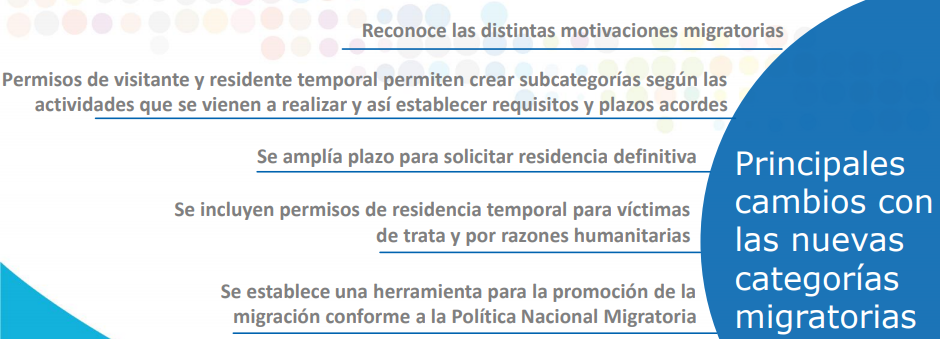 Reconoce las distintas motivaciones migratorias
Permisos de visitante y residente temporal permiten crear subcategorías según las
actividades que se vienen a realizar y así establecer requisitos y plazos acordes
Se amplía plazo para solicitar residencia definitiva
Se incluyen permisos de residencia temporal para víctimas
de trata y por razones humanitarias
Se establece una herramienta para la promoción de la
migración conforme a la Política Nacional Migratoria
Principales
cambios con
las nuevas
categorías
migratorias